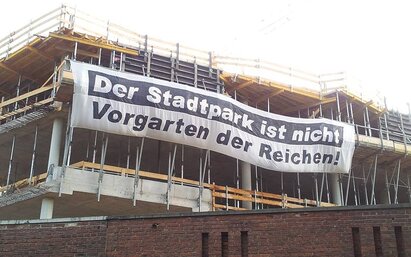 Der Stadtpark ist nicht
Vorgarten der Reichen!